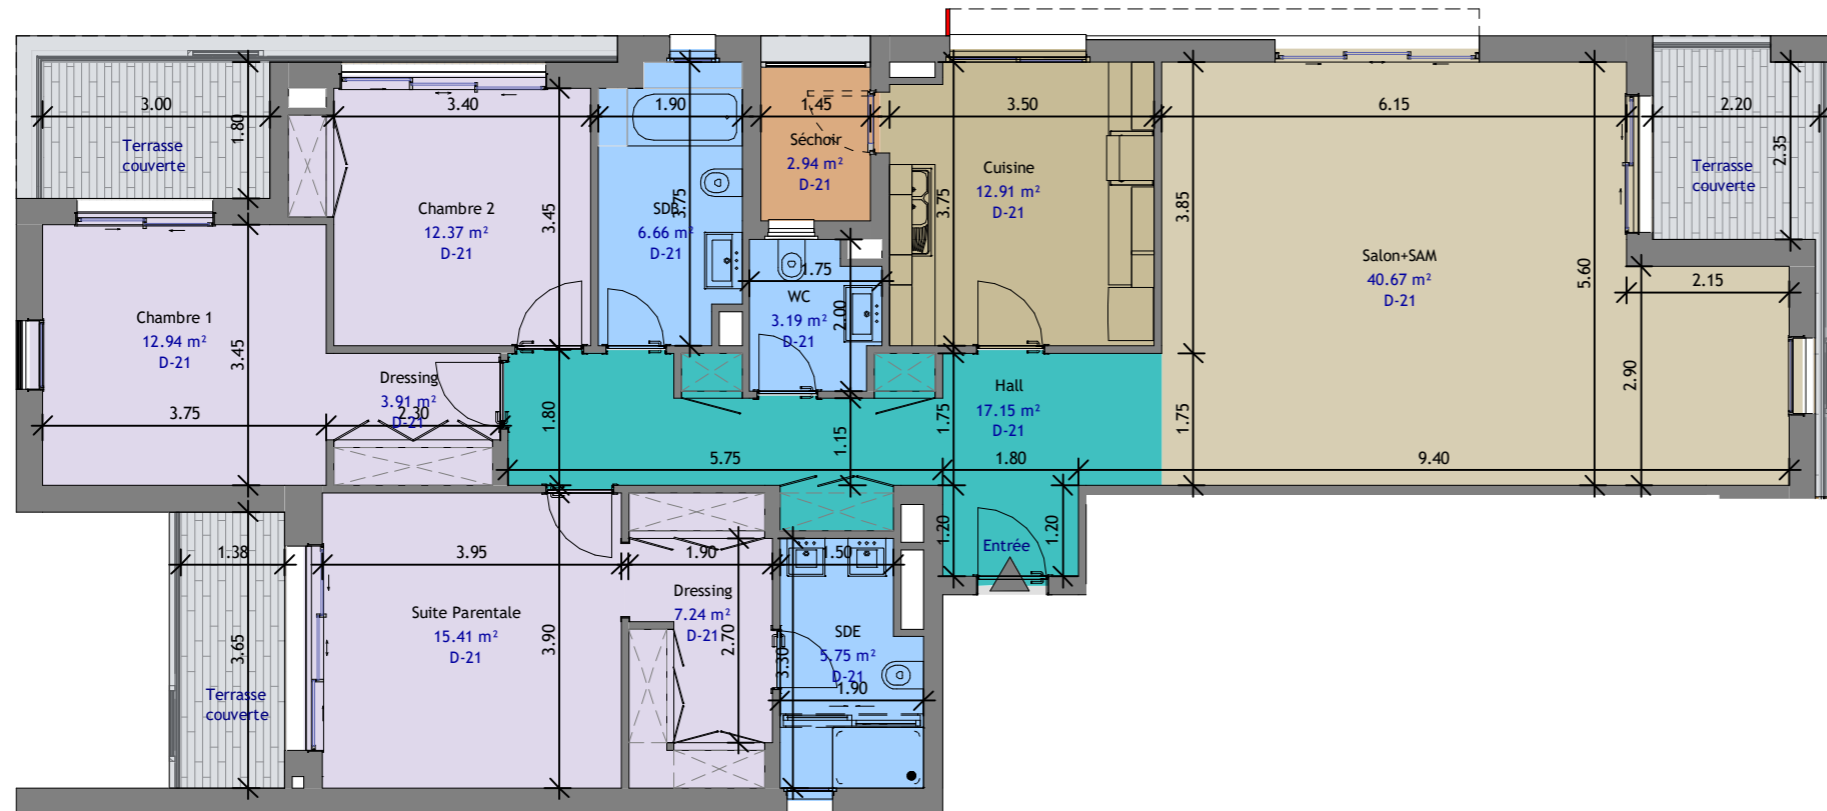 3.00
3.40
1.90
1.45
3.50
6.15
2.20
1.80
Terrasse
couverte
Séchoir
2.94 m²
D-21
Cuisine
12.91 m²
D-21
2.35
Terrasse
couverte
Chambre 2
12.37 m²
D-21
3.45
SDB
6.66 m²
D-21
3.75
3.75
3.85
Salon+SAM
40.67 m²
D-21
5.60
2.15
1.75
WC
3.19 m²
D-21
2.00
Chambre 1
12.94 m²
D-21
3.45
Dressing
3.91 m²
D-21
3.75
2.30
1.80
Hall
17.15 m²
D-21
1.75
1.75
2.90
1.15
5.75
1.80
9.40
1.20
1.20
Entrée
1.38
3.95
1.90
1.50
Suite Parentale
15.41 m²
D-21
3.90
3.65
Dressing
7.24 m²
D-21
2.70
SDE
5.75 m²
D-21
3.30
1.90
Terrasse
couverte